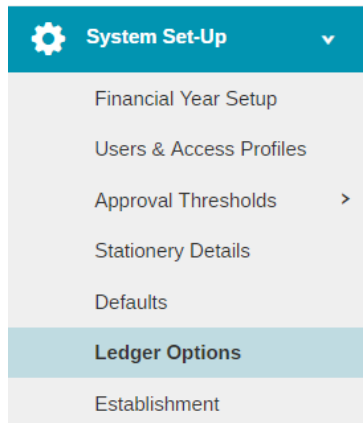 System Set-Up
Financial Year Setup
Users & Access Profiles
Approval Thresholds
Stationery Details
Defaults
Ledger Options
Establishment